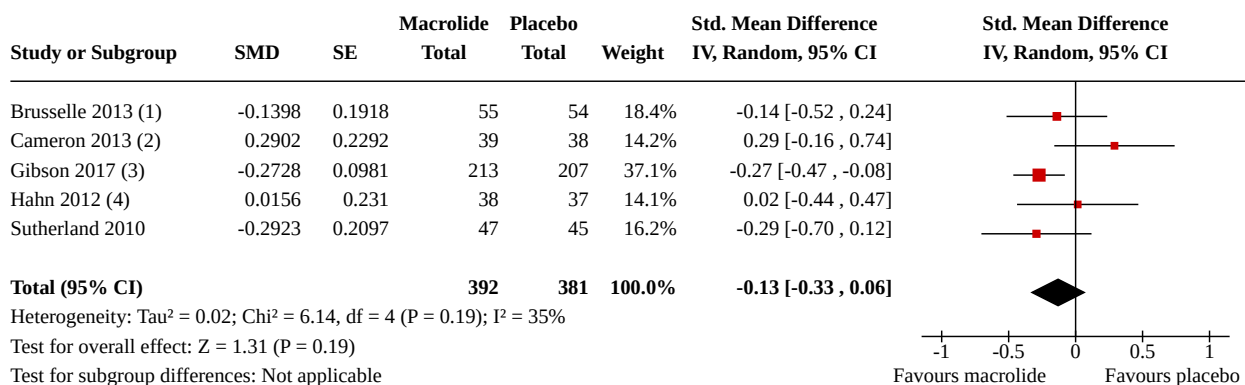 Macrolide Placebo Std. Mean Difference Std. Mean Difference
Study or Subgroup SMD SE Total Total Weight IV, Random, 95% CI IV, Random, 95% CI
Brusselle 2013 (1) -0.1398 0.1918 55 54 18.4% -0.14 [-0.52 , 0.24]
Cameron 2013 (2) 0.2902 0.2292 39 38 14.2% 0.29 [-0.16 , 0.74]
Gibson 2017 (3) -0.2728 0.0981 213 207 37.1% -0.27 [-0.47 , -0.08]
Hahn 2012 (4) 0.0156 0.231 38 37 14.1% 0.02 [-0.44 , 0.47]
Sutherland 2010 -0.2923 0.2097 47 45 16.2% -0.29 [-0.70 , 0.12]
Total (95% CI) 392 381 100.0% -0.13 [-0.33 , 0.06]
Heterogeneity: Tau² = 0.02; Chi² = 6.14, df = 4 (P = 0.19); I² = 35%
Test for overall effect: Z = 1.31 (P = 0.19)
-1 -0.5 0 0.5 1
Test for subgroup differences: Not applicable Favours macrolide Favours placebo